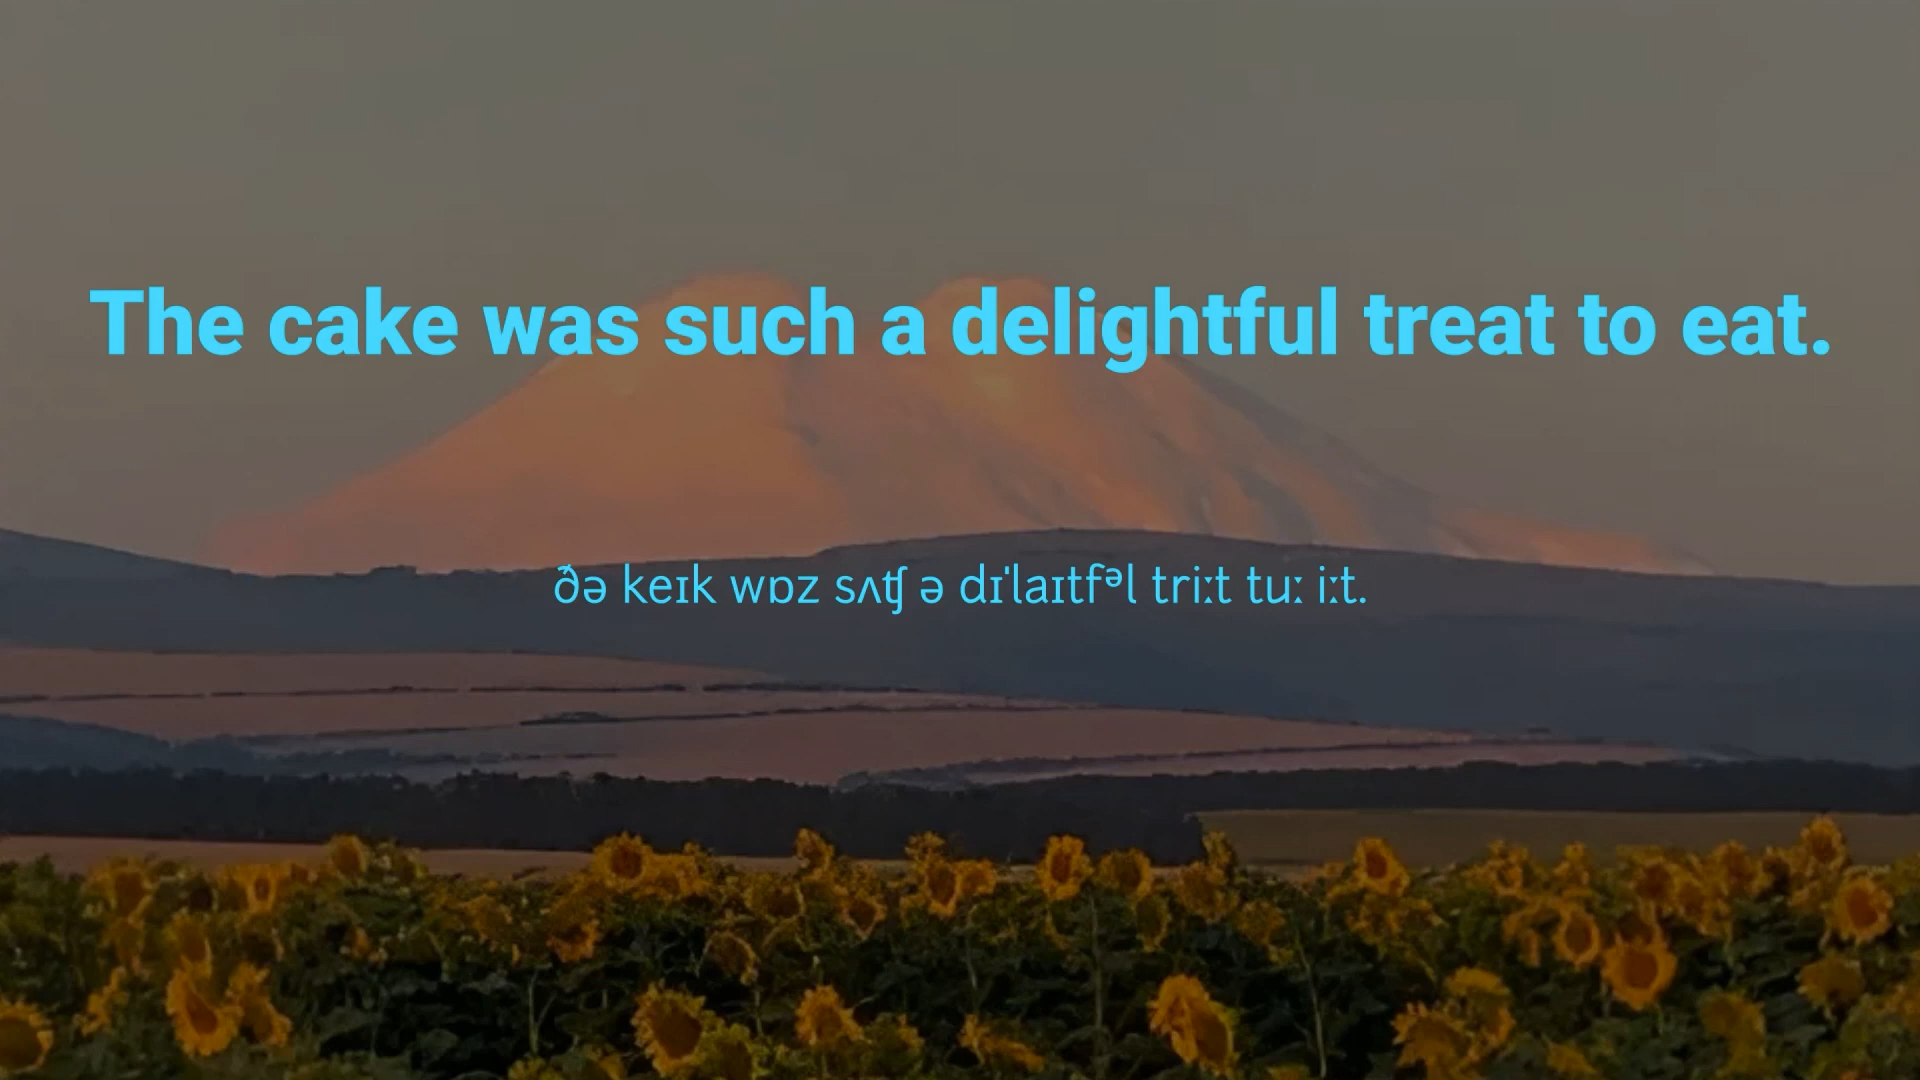 The cake was such a delightful treat to eat.
ðə keɪk wɒz sʌʧ ə dɪˈlaɪtfᵊl triːt tuː iːt.